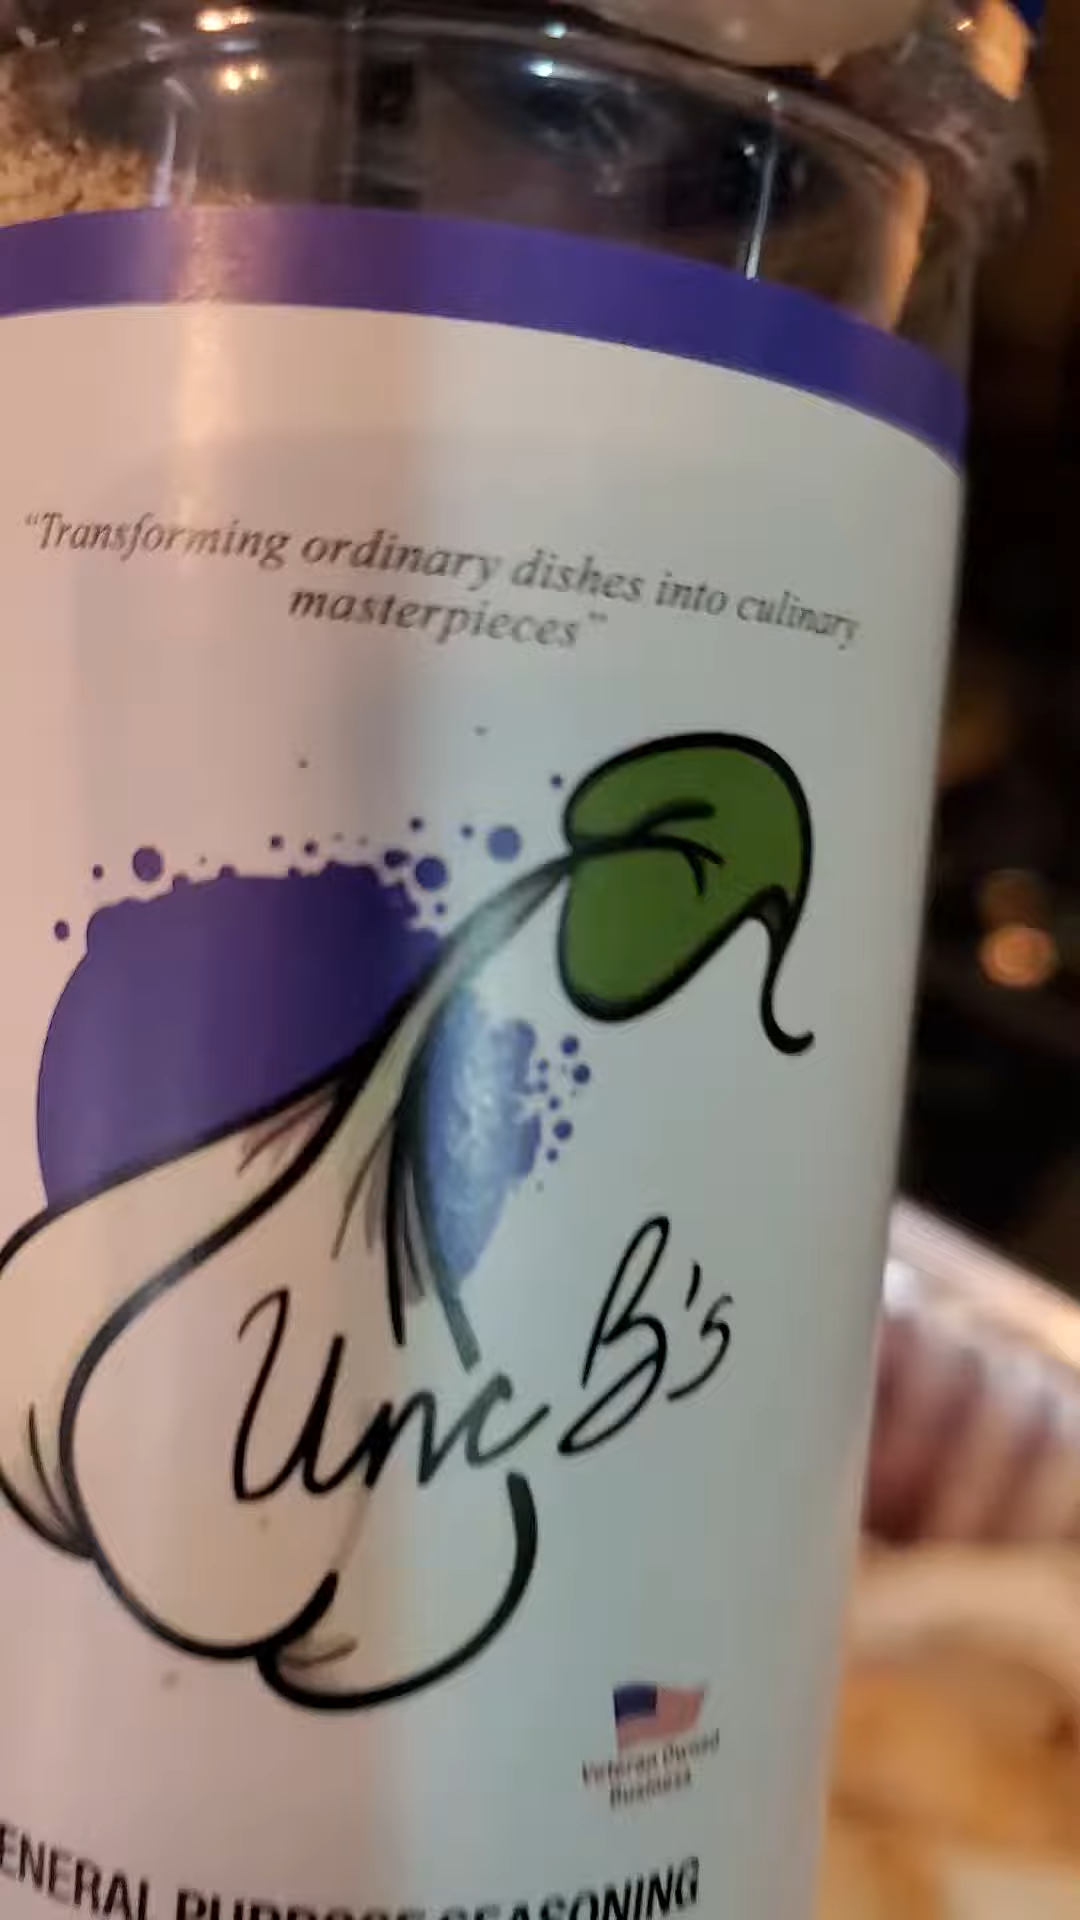 “Transforming ordinary dishes into culinary
masterpieces”
Unc B's
Veteran Owned
Business
ENERAL PURPOSE SEASONING